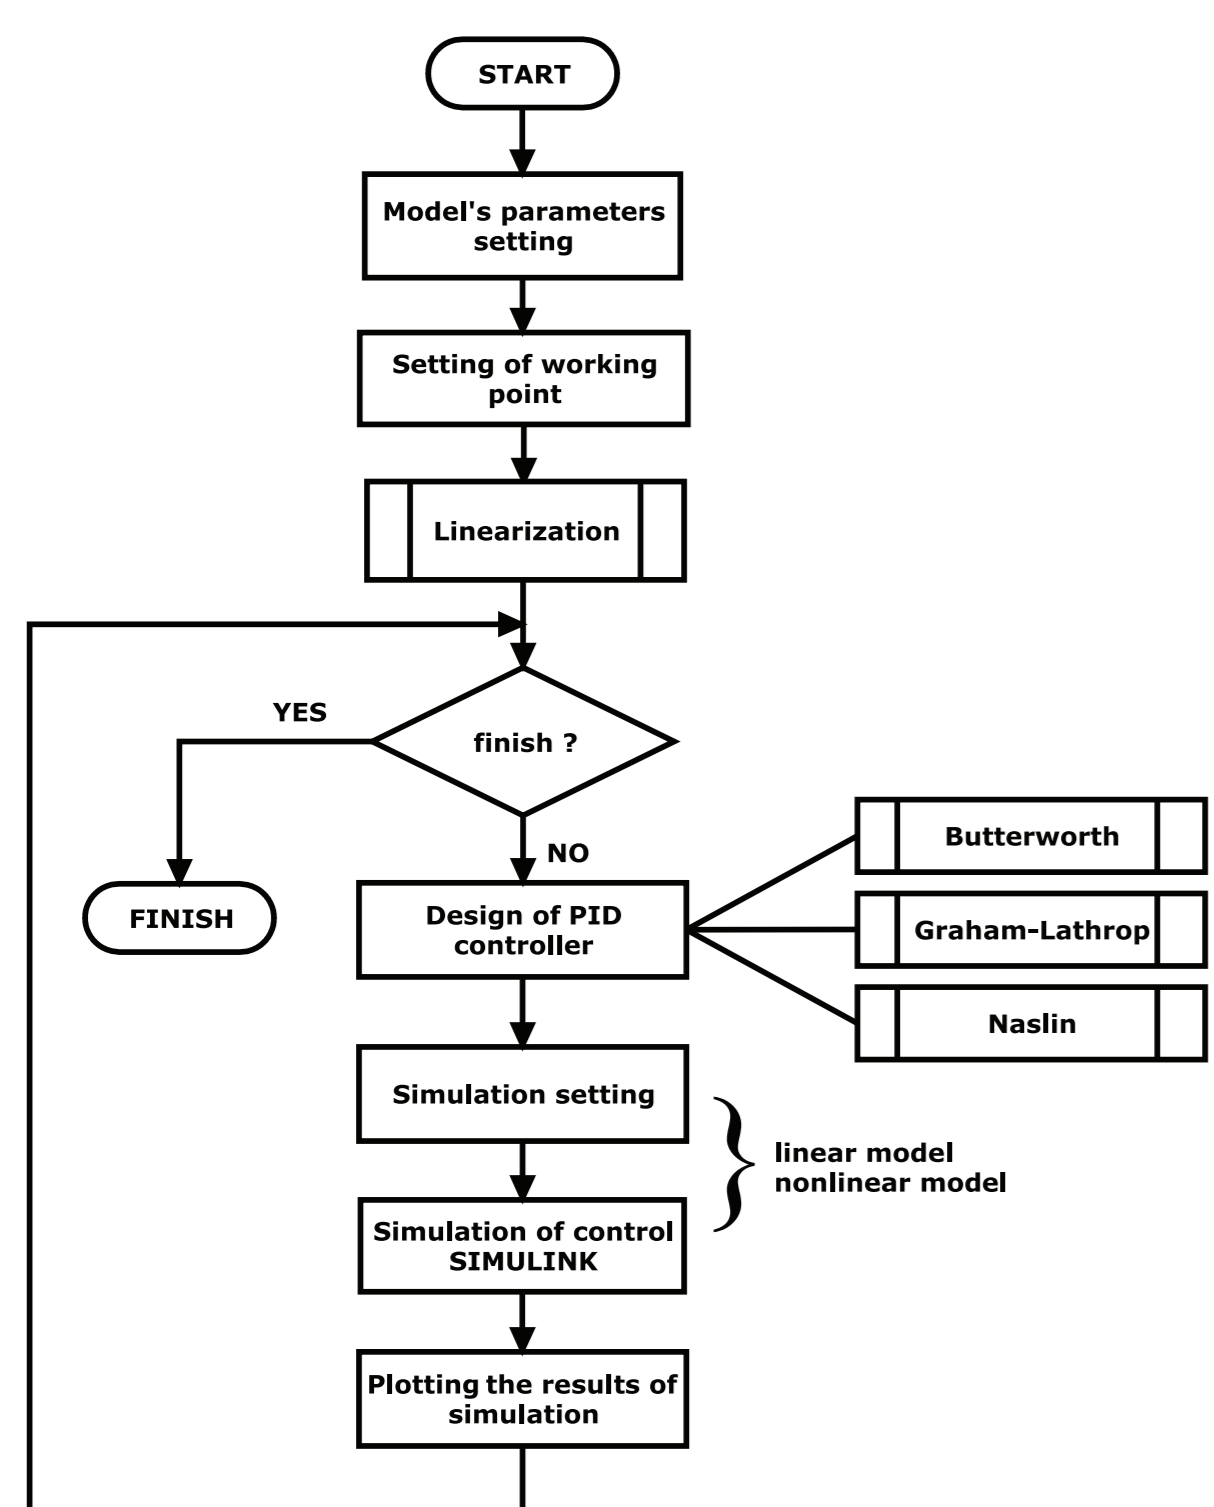 START
Model's parameters
setting
Setting of working
point
Linearization
YES
finish ?
NO
Butterworth
Graham-Lathrop
Naslin
FINISH
Design of PID
controller
Simulation setting
linear model
nonlinear model
Simulation of control
SIMULINK
Plotting the results of
simulation